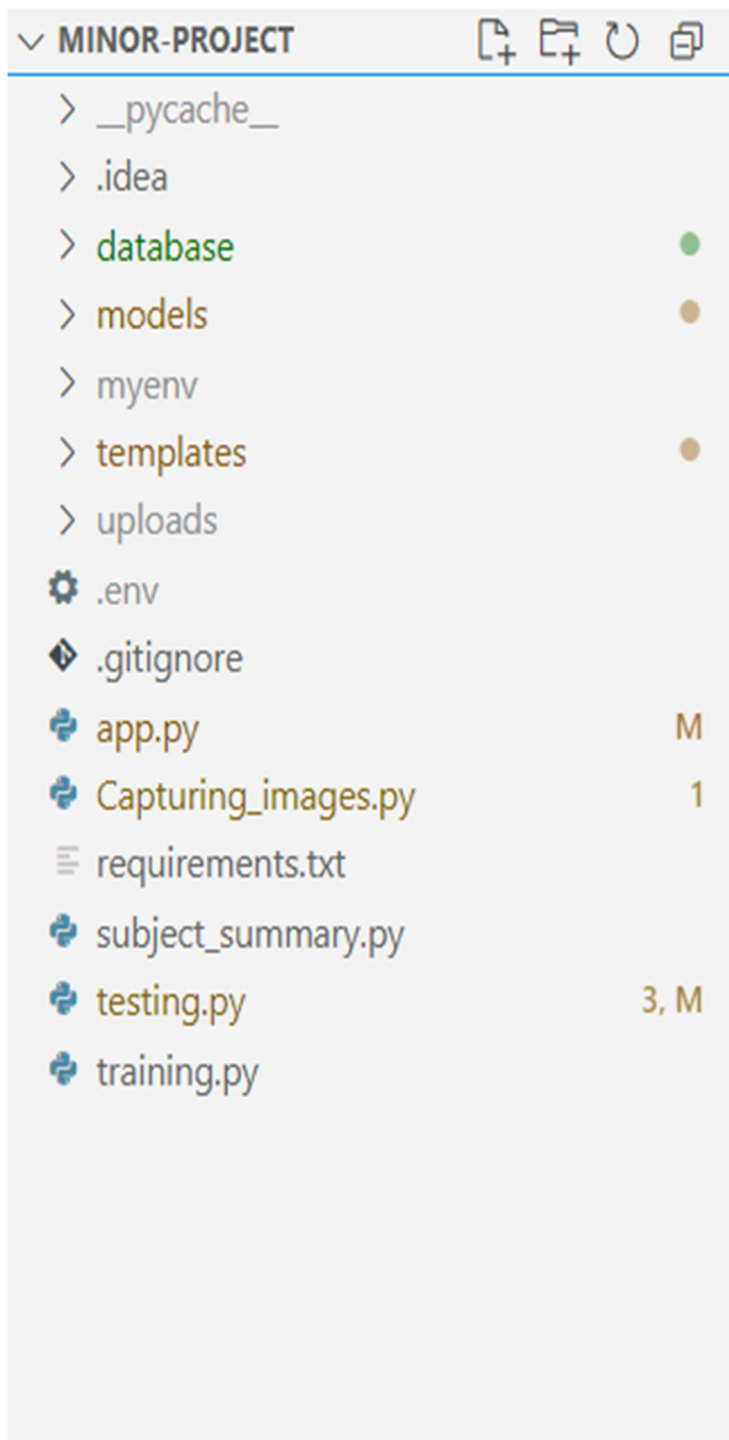 MINOR-PROJECT
__pycache__
.idea
database
models
myenv
templates
uploads
.env
.gitignore
app.py M
Capturing_images.py 1
requirements.txt
subject_summary.py
testing.py 3, M
training.py